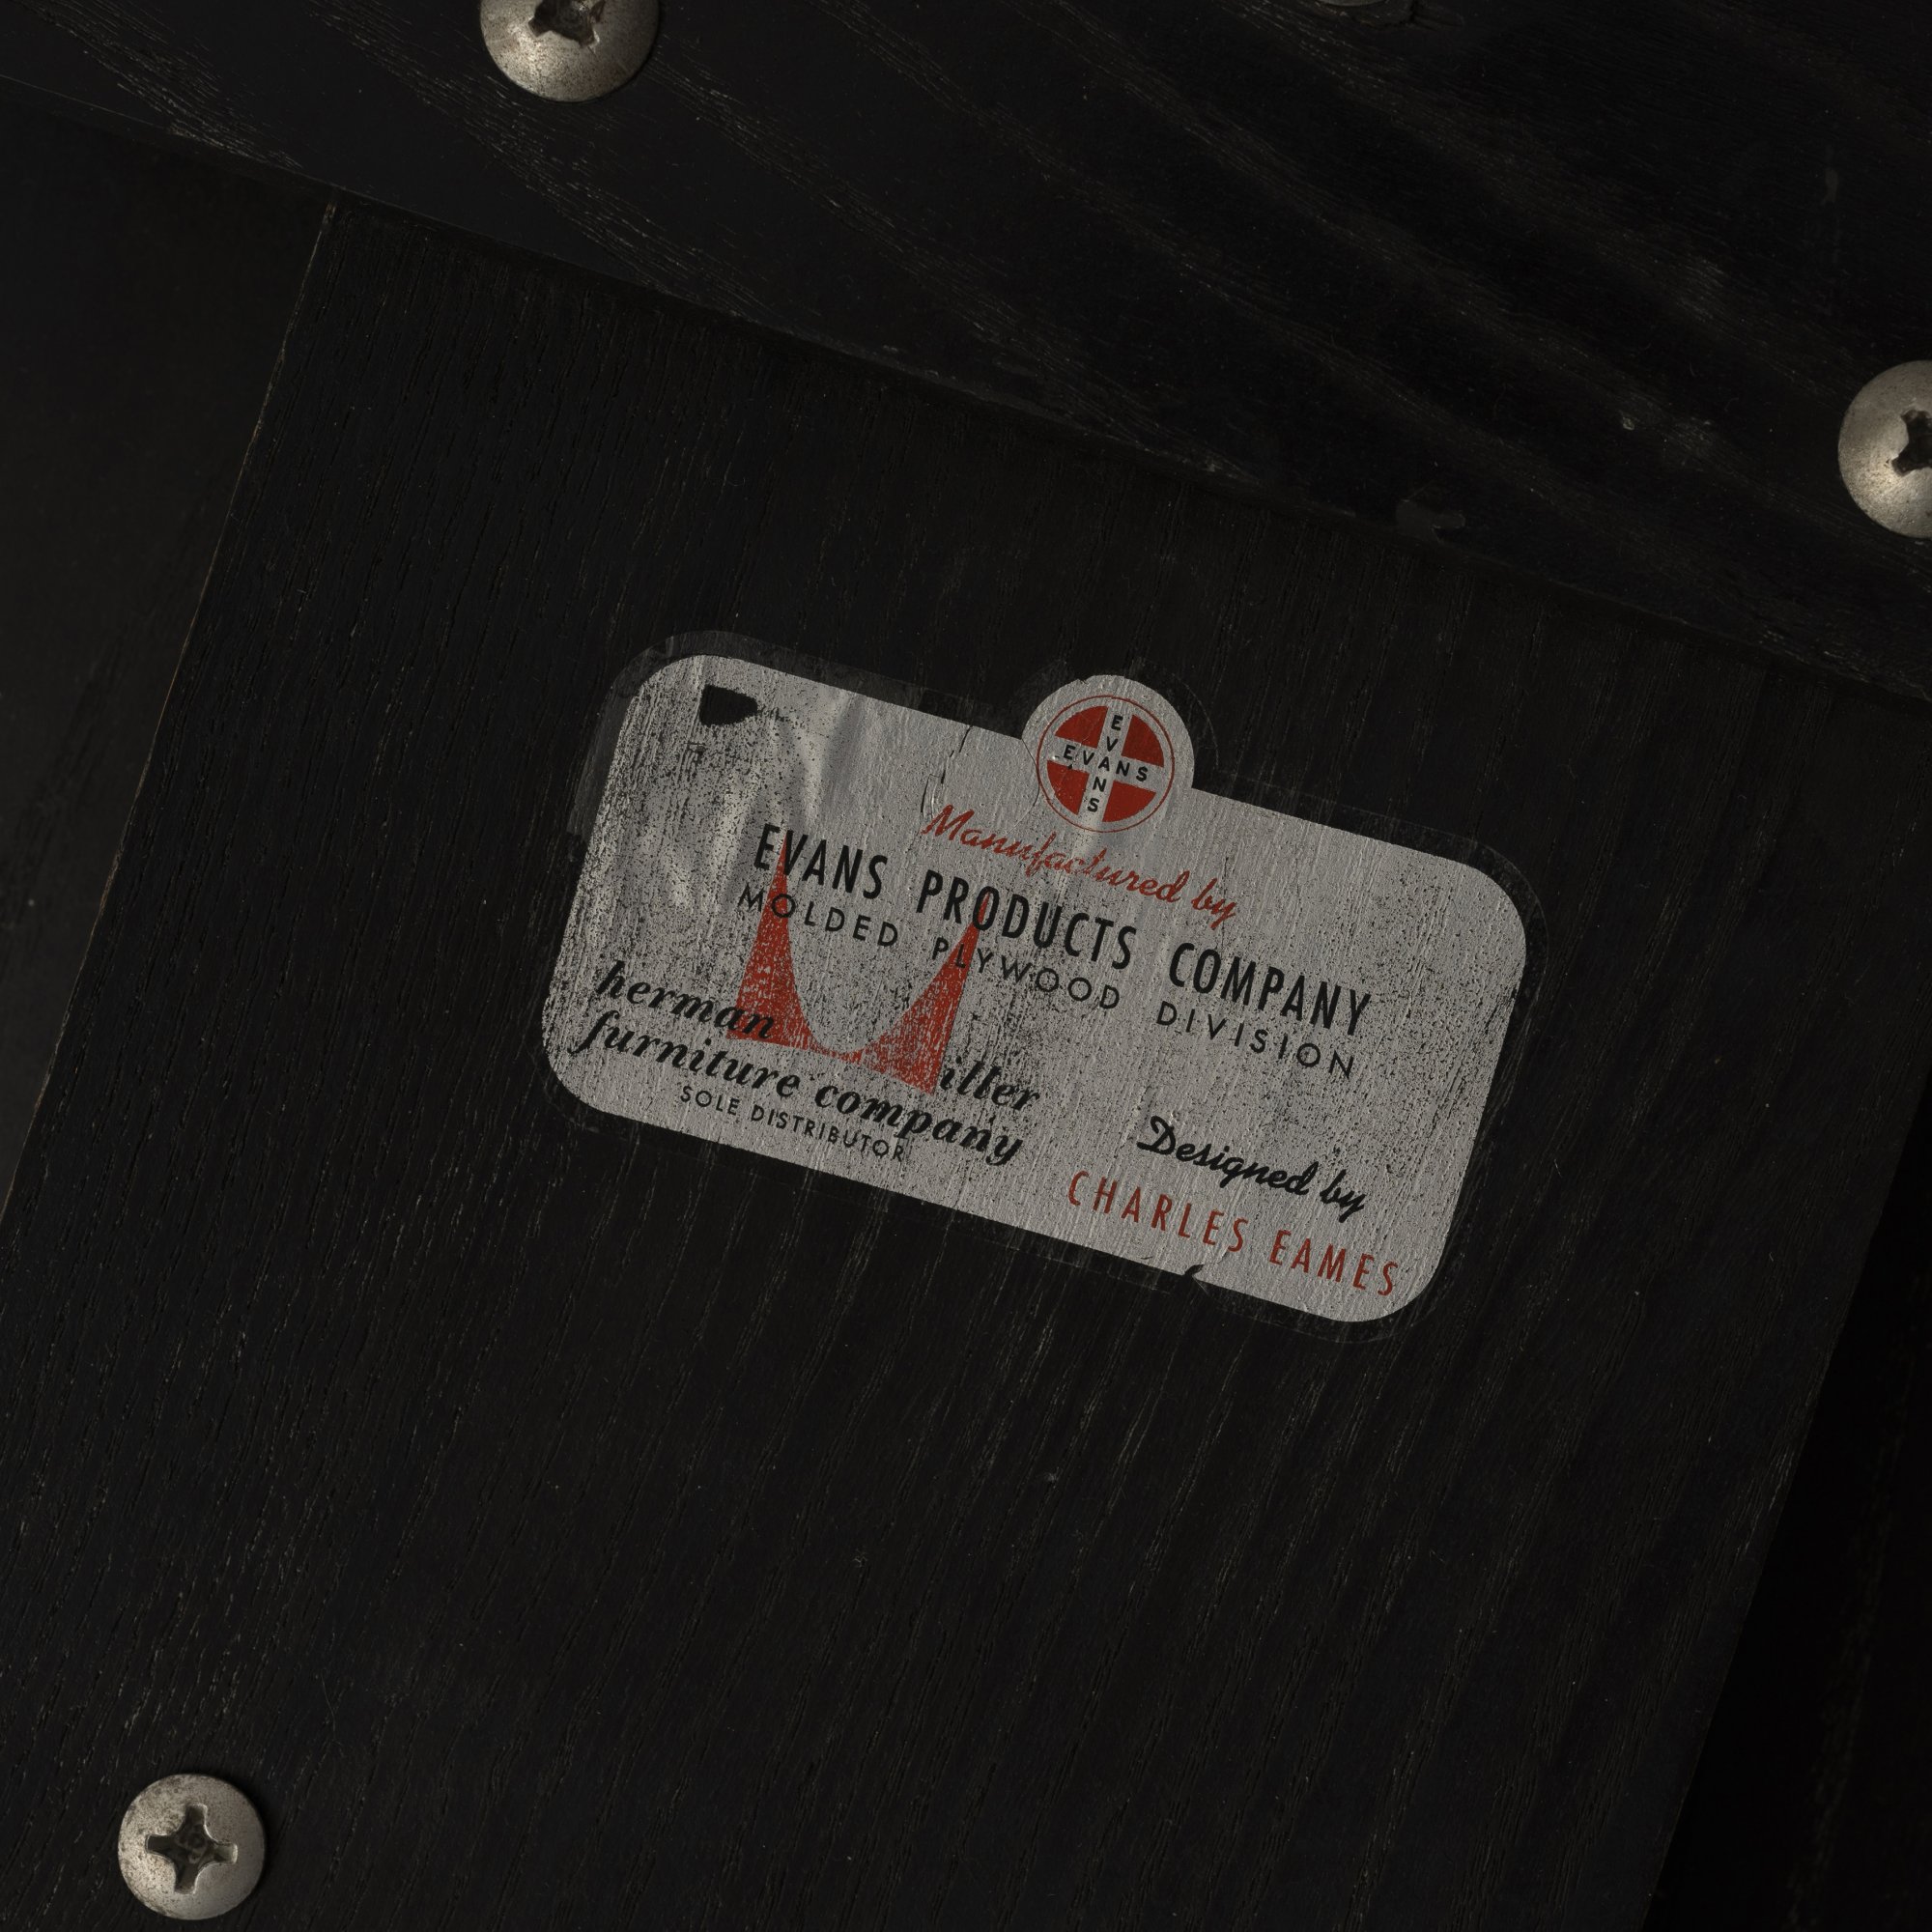 EVANS
EVANS
Manufactured by
EVANS PRODUCTS COMPANY
MOLDED PLYWOOD DIVISION
herman miller
furniture company
SOLE DISTRIBUTOR
Designed by
CHARLES EAMES